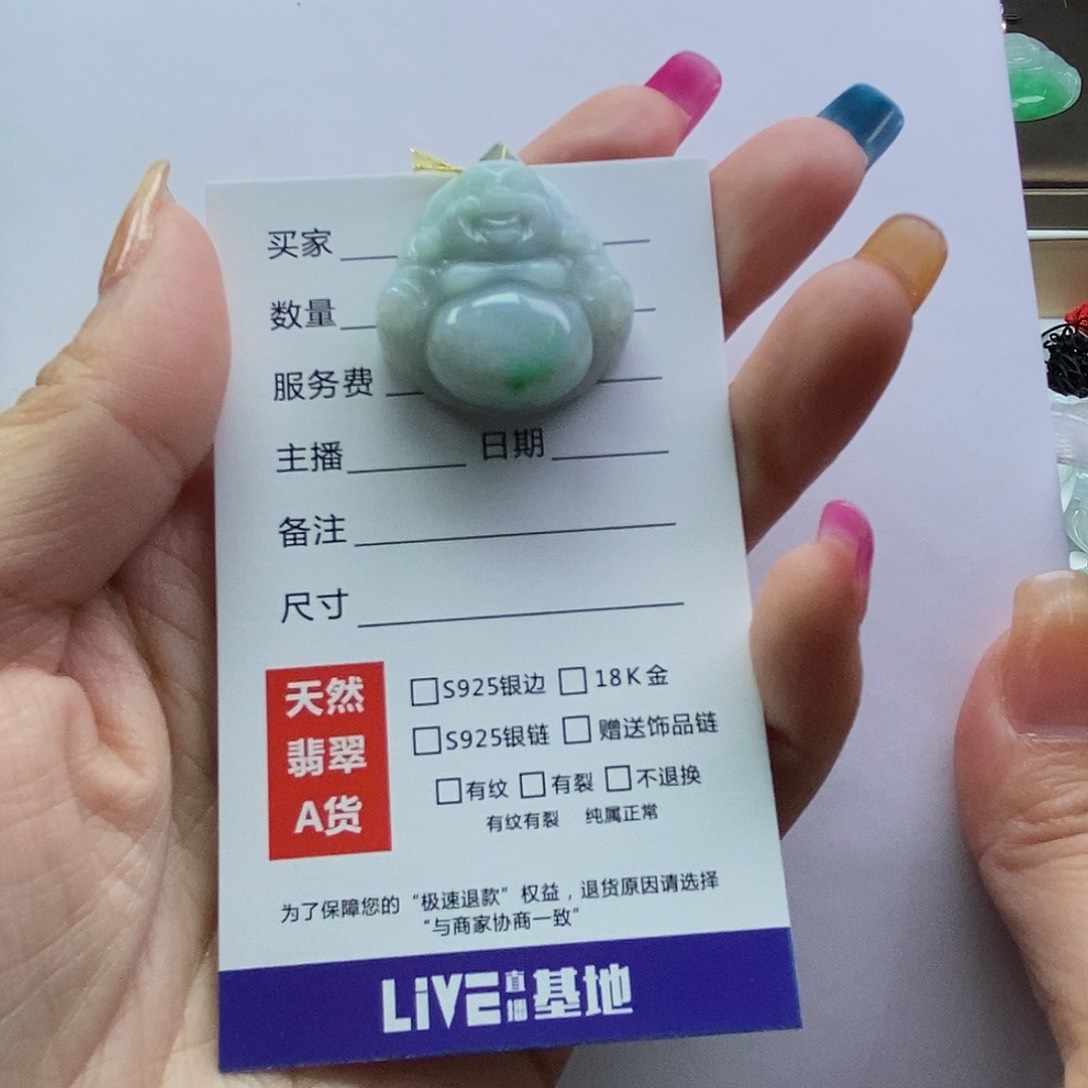 买家
数量
服务费
主播 日期
备注
尺寸
天然
翡翠
A货
S925银边 18K金
S925银链 赠送饰品链
有纹 有裂 不退换
有纹有裂 纯属正常
为了保障您的“极速退款”权益，退货原因请选择
“与商家协商一致”
LiVE直播基地